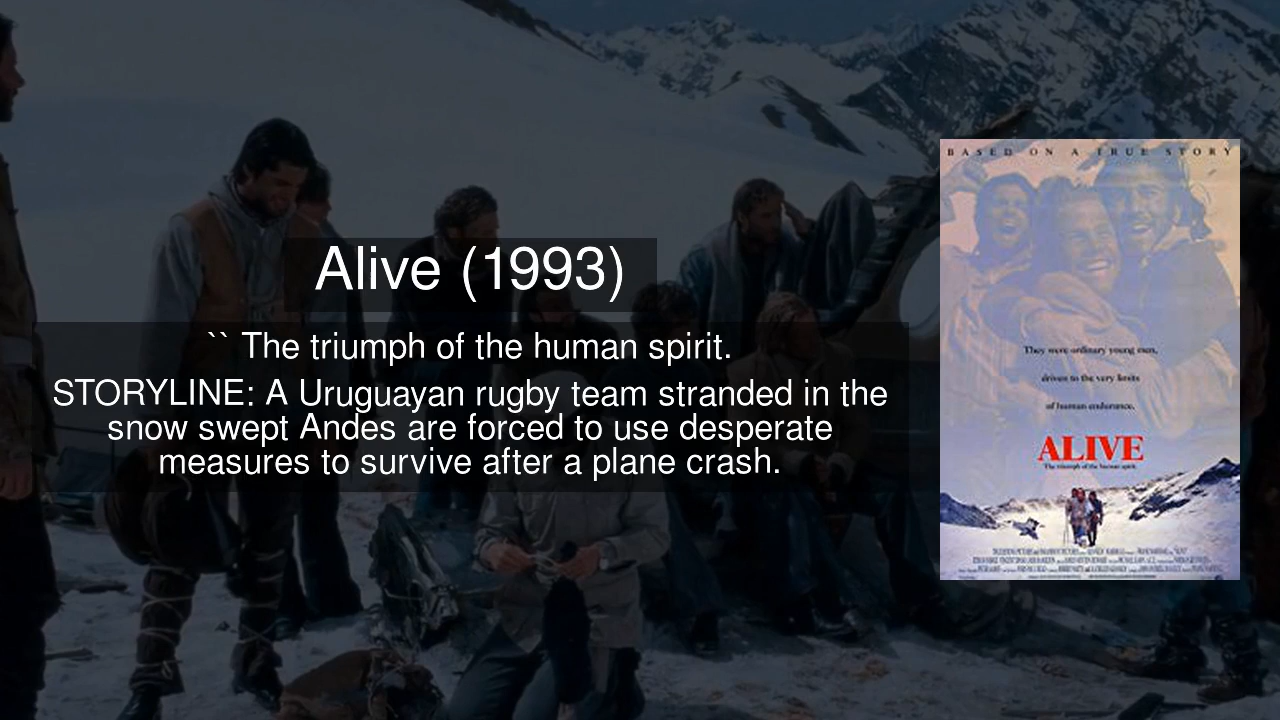 Alive (1993)
`` The triumph of the human spirit.
STORYLINE: A Uruguayan rugby team stranded in the
snow swept Andes are forced to use desperate
measures to survive after a plane crash.
BASED ON A TRUE STORY
They were ordinary young men,
driven to the very limits
of human endurance.
ALIVE
The triumph of the human spirit.